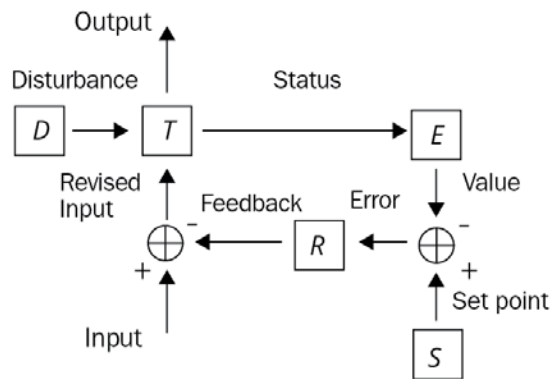 Output
Disturbance
Status
D
T
E
Revised
Input
Feedback
Error
Value
-
-
R
+
+
Input
Set point
S